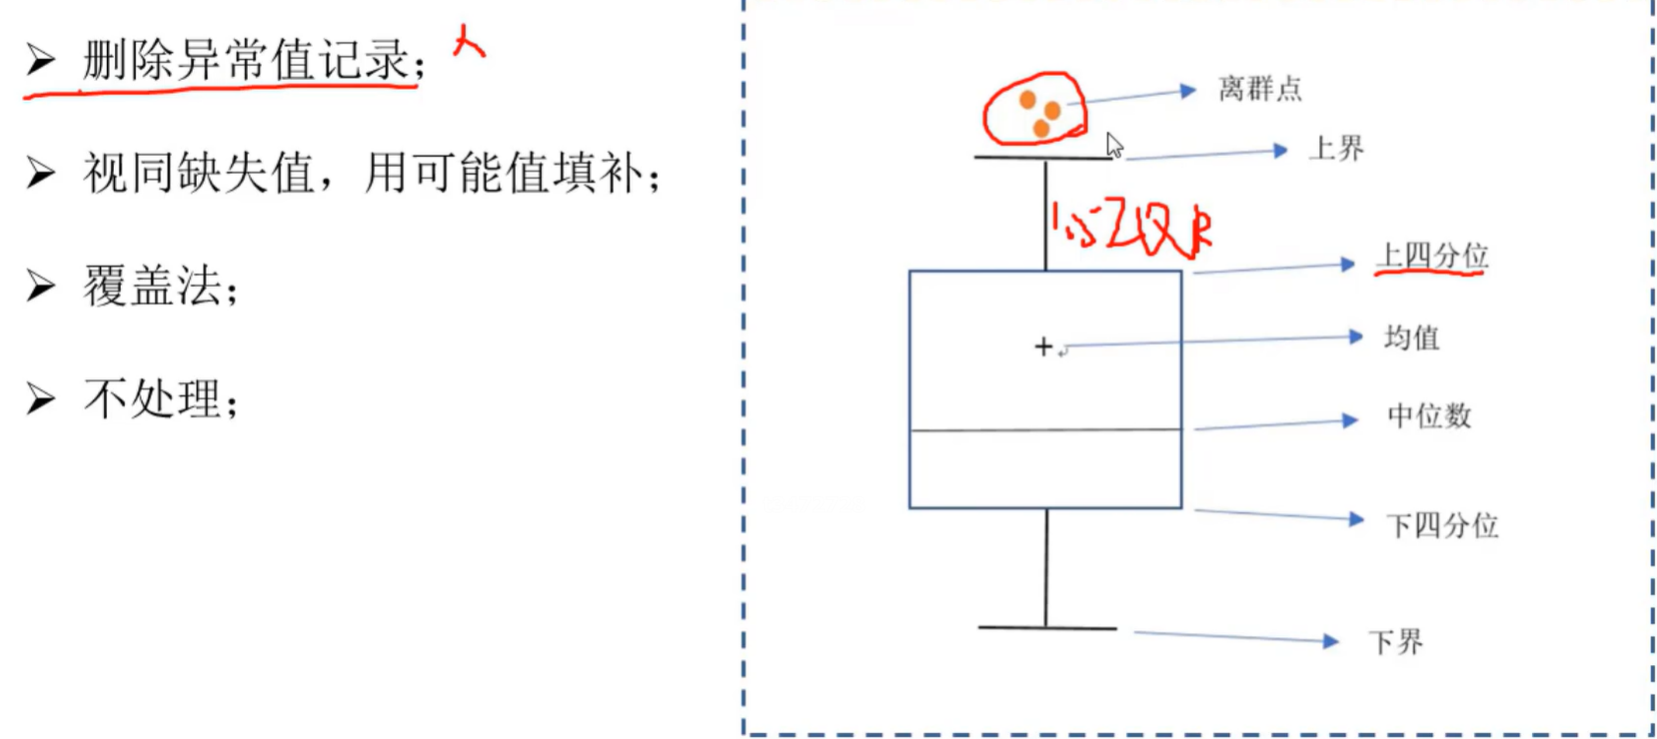 删除异常值记录；
视同缺失值，用可能值填补；
覆盖法；
不处理；
离群点
上界
1.5IQR
上四分位
均值
中位数
下四分位
下界